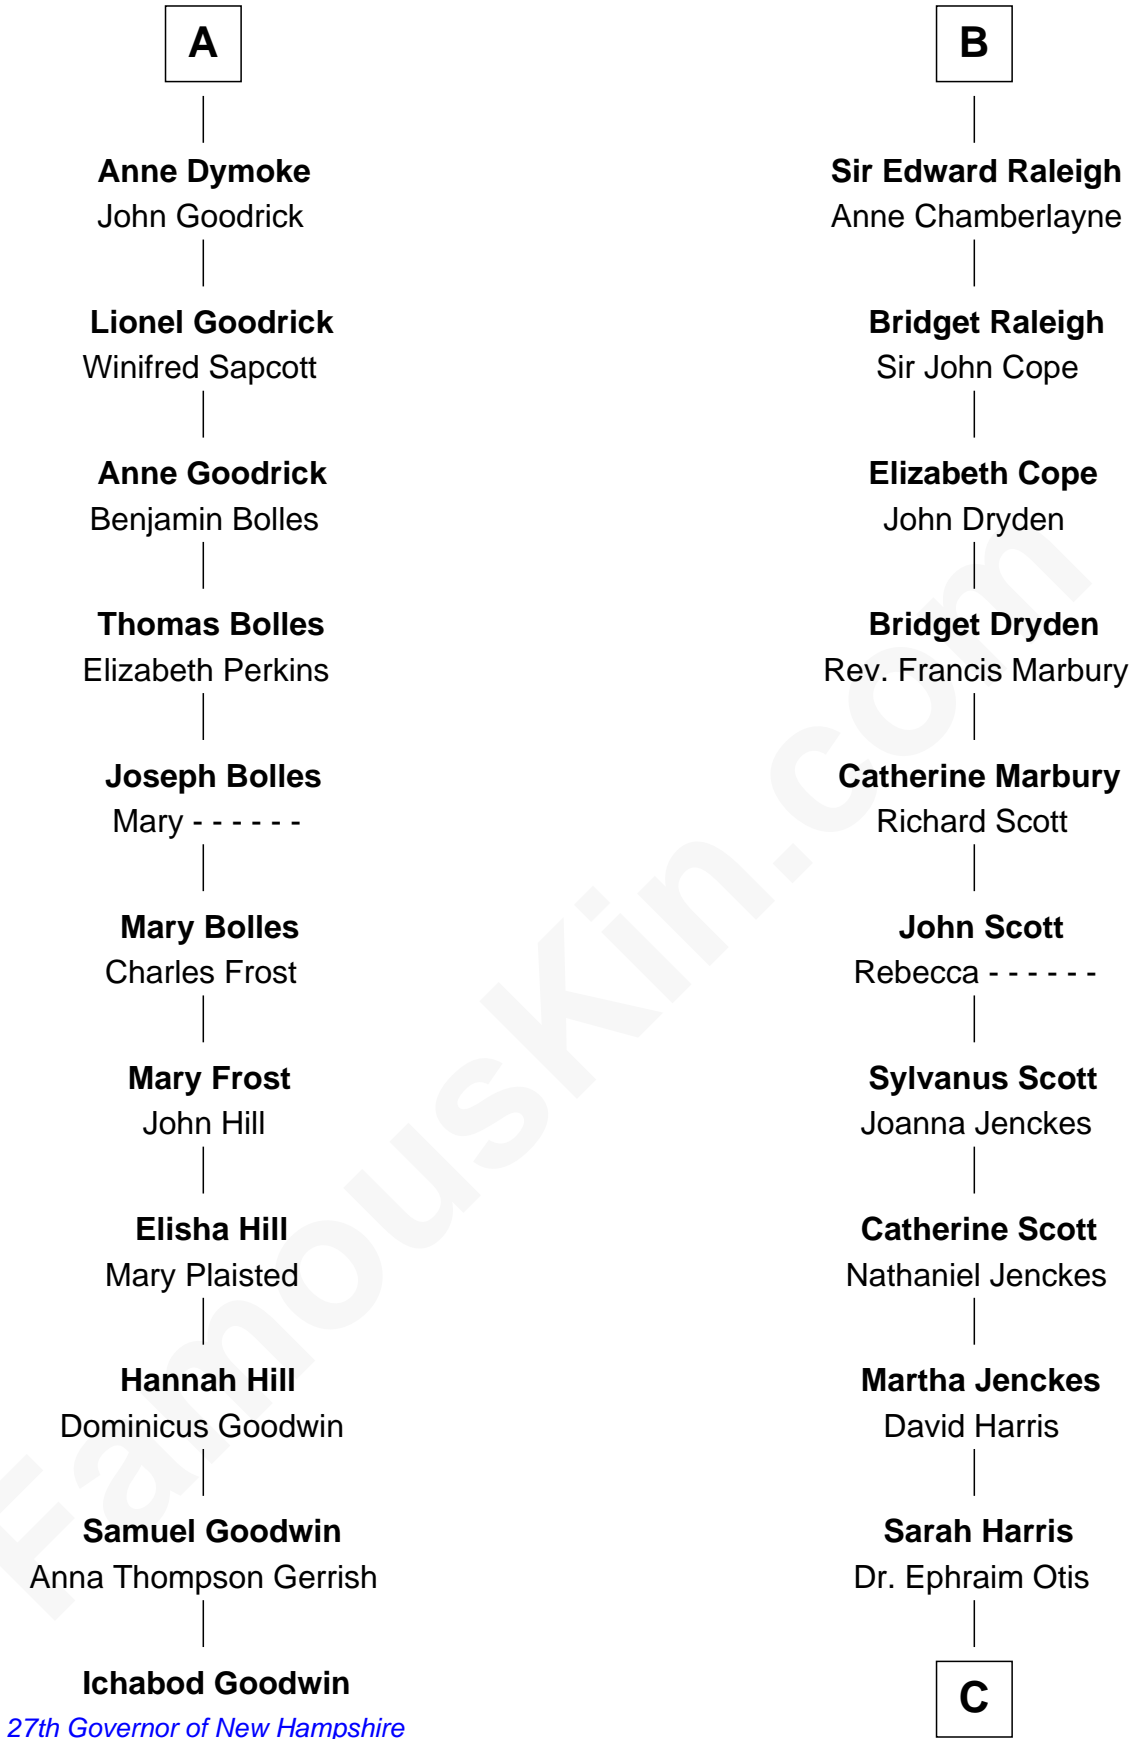 A
B
Anne Dymoke
John Goodrick
Sir Edward Raleigh
Anne Chamberlayne
Lionel Goodrick
Winifred Sapcott
Bridget Raleigh
Sir John Cope
Anne Goodrick
Benjamin Bolles
Elizabeth Cope
John Dryden
Thomas Bolles
Elizabeth Perkins
Bridget Dryden
Rev. Francis Marbury
Joseph Bolles
Mary - - - - - -
Catherine Marbury
Richard Scott
Mary Bolles
Charles Frost
John Scott
Rebecca - - - - - -
Mary Frost
John Hill
Sylvanus Scott
Joanna Jenckes
Elisha Hill
Mary Plaisted
Catherine Scott
Nathaniel Jenckes
Hannah Hill
Dominicus Goodwin
Martha Jenckes
David Harris
Samuel Goodwin
Anna Thompson Gerrish
Sarah Harris
Dr. Ephraim Otis
Ichabod Goodwin
27th Governor of New Hampshire
C
FamousKin.com